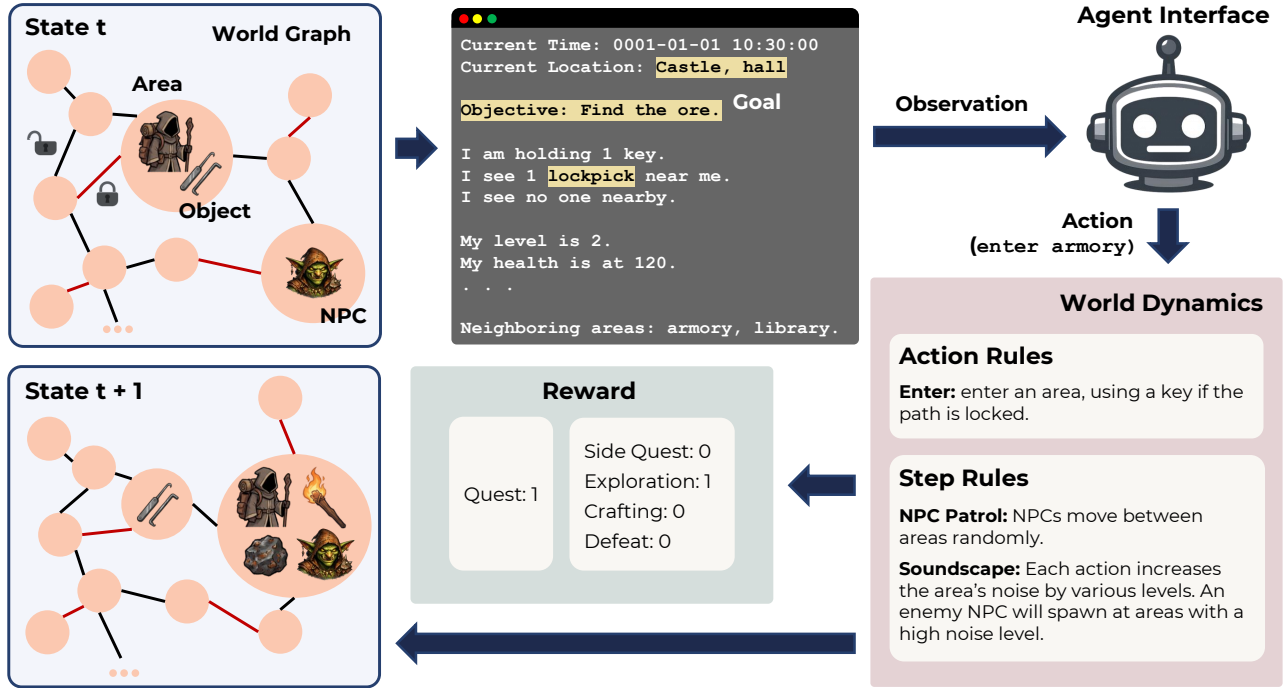 State t
World Graph
Area
Object
NPC
Current Time: 0001-01-01 10:30:00
Current Location: Castle, hall
Objective: Find the ore.
Goal
I am holding 1 key.
I see 1 lockpick near me.
I see no one nearby.
My level is 2.
My health is at 120.
. . .
Neighboring areas: armory, library.
Agent Interface
Observation
Action
(enter armory)
World Dynamics
Action Rules
Enter: enter an area, using a key if the
path is locked.
Step Rules
NPC Patrol: NPCs move between
areas randomly.
Soundscape: Each action increases
the area's noise by various levels. An
enemy NPC will spawn at areas with a
high noise level.
Reward
Quest: 1
Side Quest: 0
Exploration: 1
Crafting: 0
Defeat: 0
State t + 1